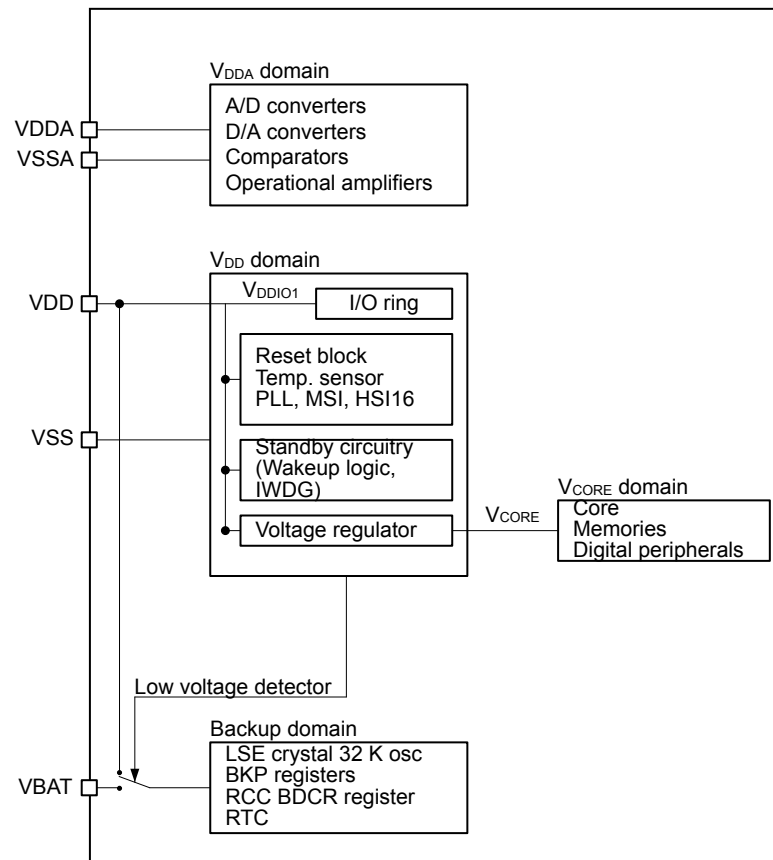 VDDA domain
A/D converters
D/A converters
Comparators
Operational amplifiers
VDDA
VSSA
VDD domain
VDD
VDDIO1
I/O ring
Reset block
Temp. sensor
PLL, MSI, HSI16
VSS
Standby circuitry
(Wakeup logic,
IWDG)
Voltage regulator
VCORE
VCORE domain
Core
Memories
Digital peripherals
Low voltage detector
Backup domain
LSE crystal 32 K osc
BKP registers
RCC BDCR register
RTC
VBAT